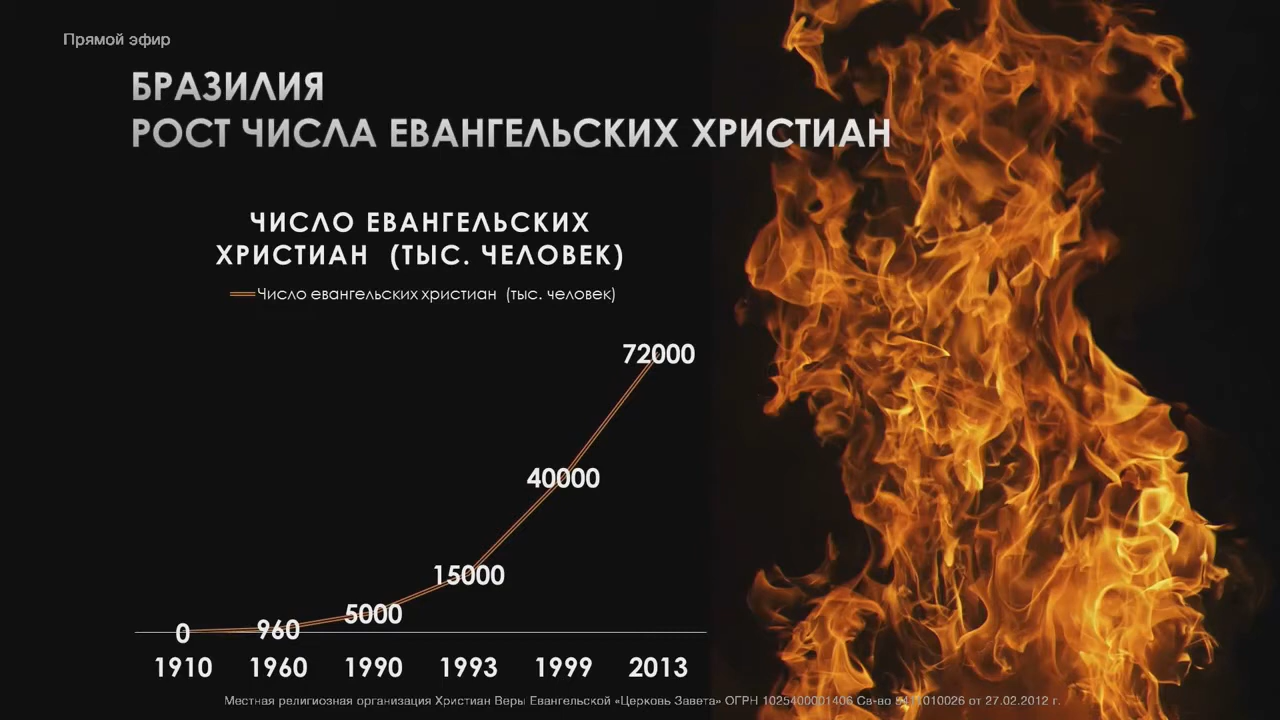 Прямой эфир
БРАЗИЛИЯ
РОСТ ЧИСЛА ЕВАНГЕЛЬСКИХ ХРИСТИАН
ЧИСЛО ЕВАНГЕЛЬСКИХ
ХРИСТИАН (ТЫС. ЧЕЛОВЕК)
Число евангельских христиан (тыс. человек)
72000
40000
15000
5000
960
0
1910 1960 1990 1993 1999 2013
Местная религиозная организация Христиан Веры Евангельской «Церковь Завета» ОГРН 1025400001406 Св-во от 27.02.2012 г.